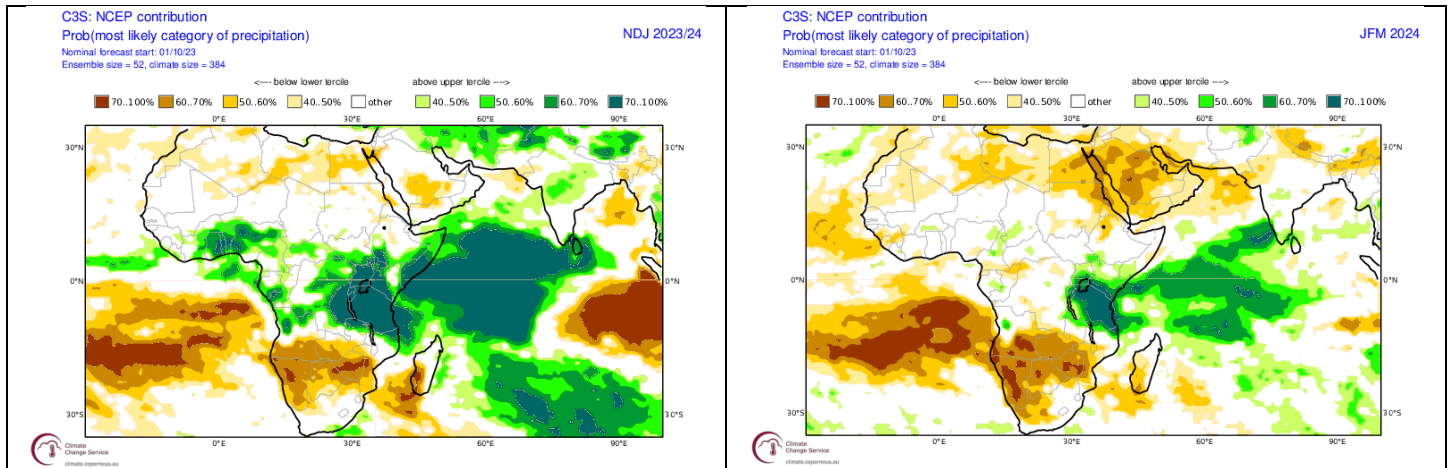 C3S: NCEP contribution
Prob(most likely category of precipitation)
NDJ 2023/24
Nominal forecast start: 01/10/23
Ensemble size = 52, climate size = 384
<---- below lower tercile
above upper tercile ---->
70..100% 60..70% 50..60% 40..50% other 40..50% 50..60% 60..70% 70..100%
0°E 30°E 60°E 90°E
30°N 30°N
0°N 0°N
30°S 30°S
0°E 30°E 60°E 90°E
Climate
Change Service
climate.copernicus.eu
C3S: NCEP contribution
Prob(most likely category of precipitation)
JFM 2024
Nominal forecast start: 01/10/23
Ensemble size = 52, climate size = 384
<---- below lower tercile
above upper tercile ---->
70..100% 60..70% 50..60% 40..50% other 40..50% 50..60% 60..70% 70..100%
0°E 30°E 60°E 90°E
30°N 30°N
0°N 0°N
30°S 30°S
0°E 30°E 60°E 90°E
Climate
Change Service
climate.copernicus.eu